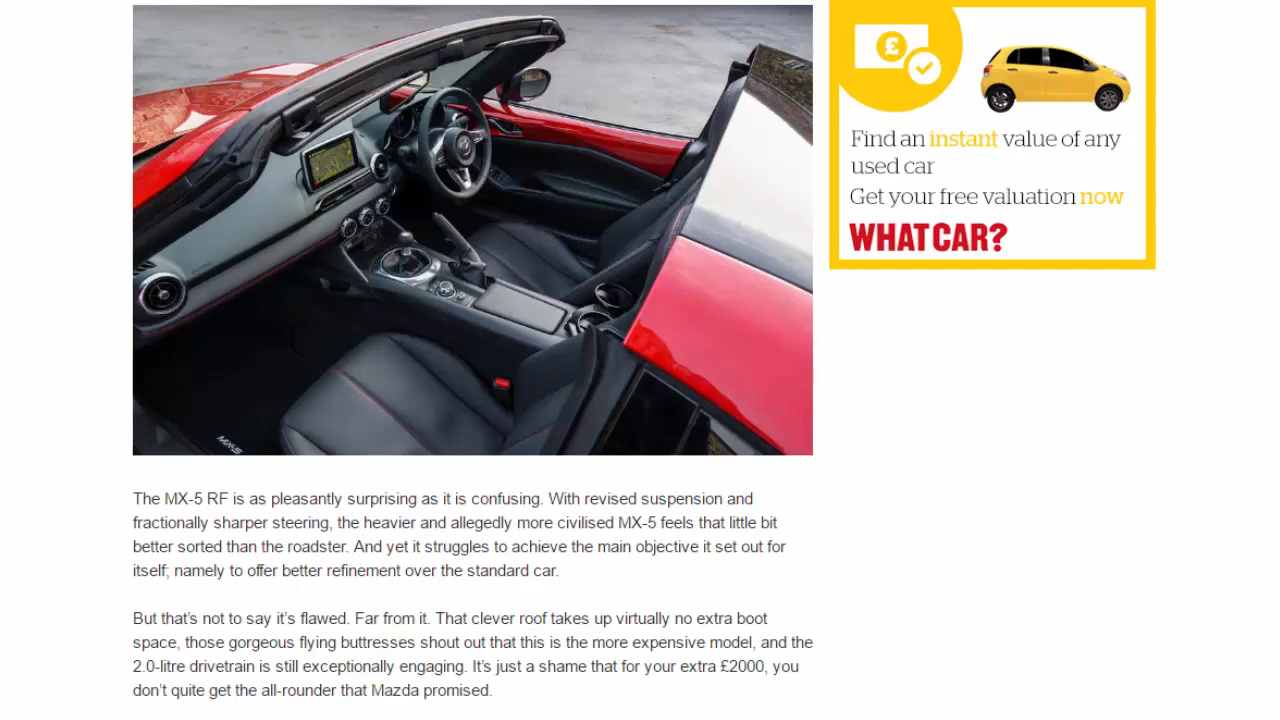 MX-5
Find an instant value of any
used car
Get your free valuation now
WHAT CAR?
The MX-5 RF is as pleasantly surprising as it is confusing. With revised suspension and
fractionally sharper steering, the heavier and allegedly more civilised MX-5 feels that little bit
better sorted than the roadster. And yet it struggles to achieve the main objective it set out for
itself; namely to offer better refinement over the standard car.
But that’s not to say it’s flawed. Far from it. That clever roof takes up virtually no extra boot
space, those gorgeous flying buttresses shout out that this is the more expensive model, and the
2.0-litre drivetrain is still exceptionally engaging. It’s just a shame that for your extra £2000, you
don’t quite get the all-rounder that Mazda promised.